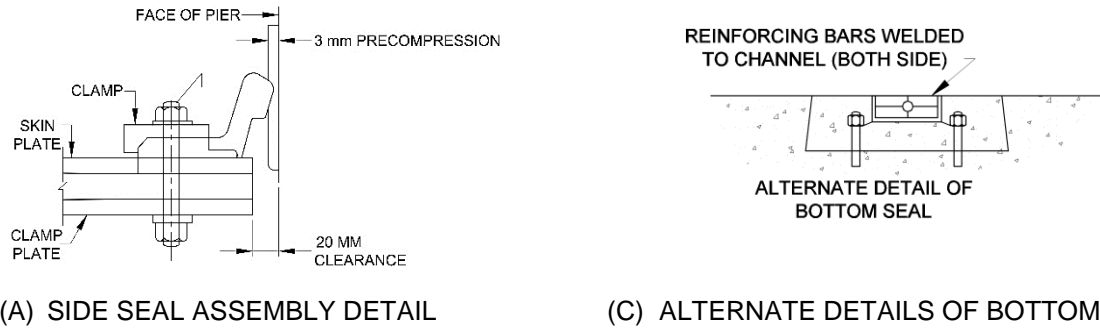 FACE OF PIER
3 mm PRECOMPRESSION
CLAMP
SKIN
PLATE
CLAMP
PLATE
20 MM
CLEARANCE
(A) SIDE SEAL ASSEMBLY DETAIL
REINFORCING BARS WELDED
TO CHANNEL (BOTH SIDE)
ALTERNATE DETAIL OF
BOTTOM SEAL
(C) ALTERNATE DETAILS OF BOTTOM